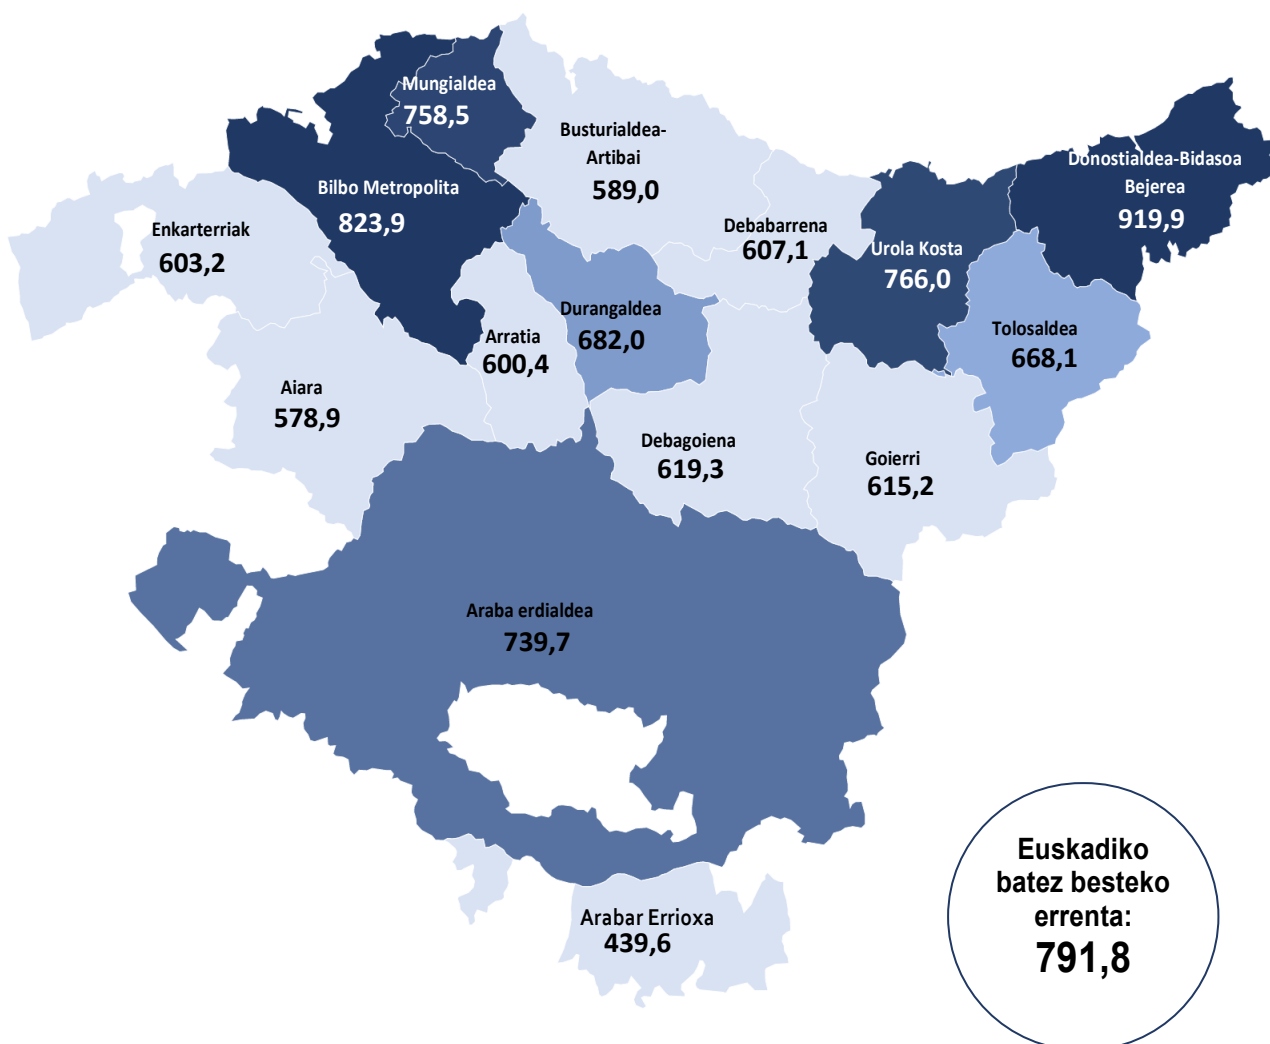 Mungialdea
758,5
Busturialdea-
Artibai
589,0
Donostialdea-Bidasoa
Bejerea
919,9
Bilbo Metropolita
823,9
Enkarterriak
603,2
Debabarrena
607,1
Urola Kosta
766,0
Durangaldea
682,0
Arratia
600,4
Tolosaldea
668,1
Aiara
578,9
Debagoiena
619,3
Goierri
615,2
Araba erdialdea
739,7
Arabar Errioxa
439,6
Euskadiko
batez besteko
errenta:
791,8